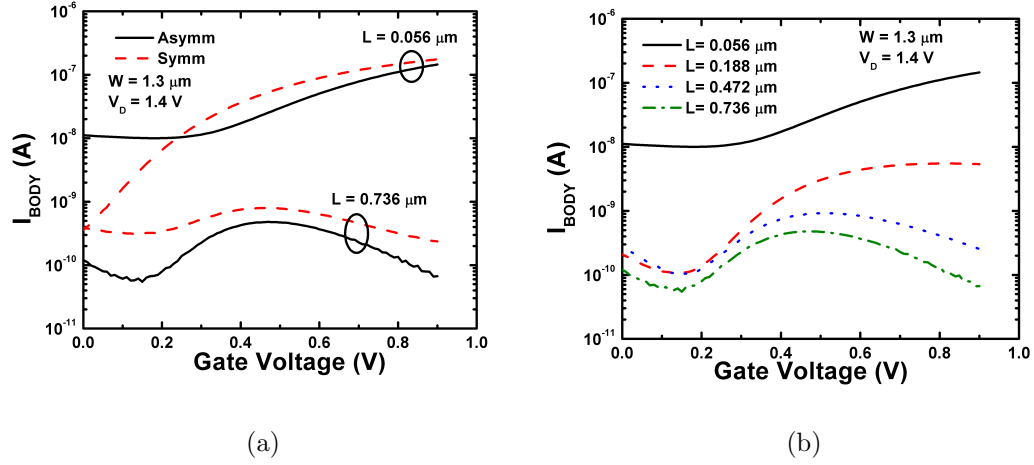 10^-6
10^-7
10^-8
10^-9
10^-10
10^-11
I_BODY (A)
Asymm
Symm
W = 1.3 μm
V_D = 1.4 V
L = 0.056 μm
L = 0.736 μm
0.0 0.2 0.4 0.6 0.8 1.0
Gate Voltage (V)
(a)
10^-6
10^-7
10^-8
10^-9
10^-10
10^-11
I_BODY (A)
L= 0.056 μm
L= 0.188 μm
L= 0.472 μm
L= 0.736 μm
W = 1.3 μm
V_D = 1.4 V
0.0 0.2 0.4 0.6 0.8 1.0
Gate Voltage (V)
(b)